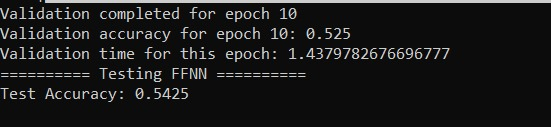 Validation completed for epoch 10
Validation accuracy for epoch 10: 0.525
Validation time for this epoch: 1.4379782676696777
========== Testing FFNN ==========
Test Accuracy: 0.5425